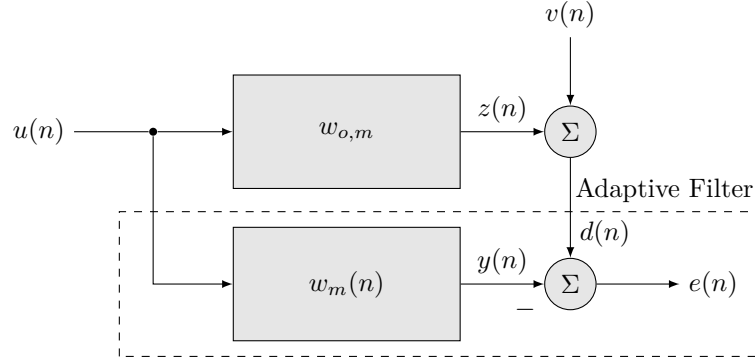 v(n)
z(n)
u(n)
w_{o,m}
Σ
Adaptive Filter
d(n)
y(n)
w_m(n)
Σ
e(n)
−